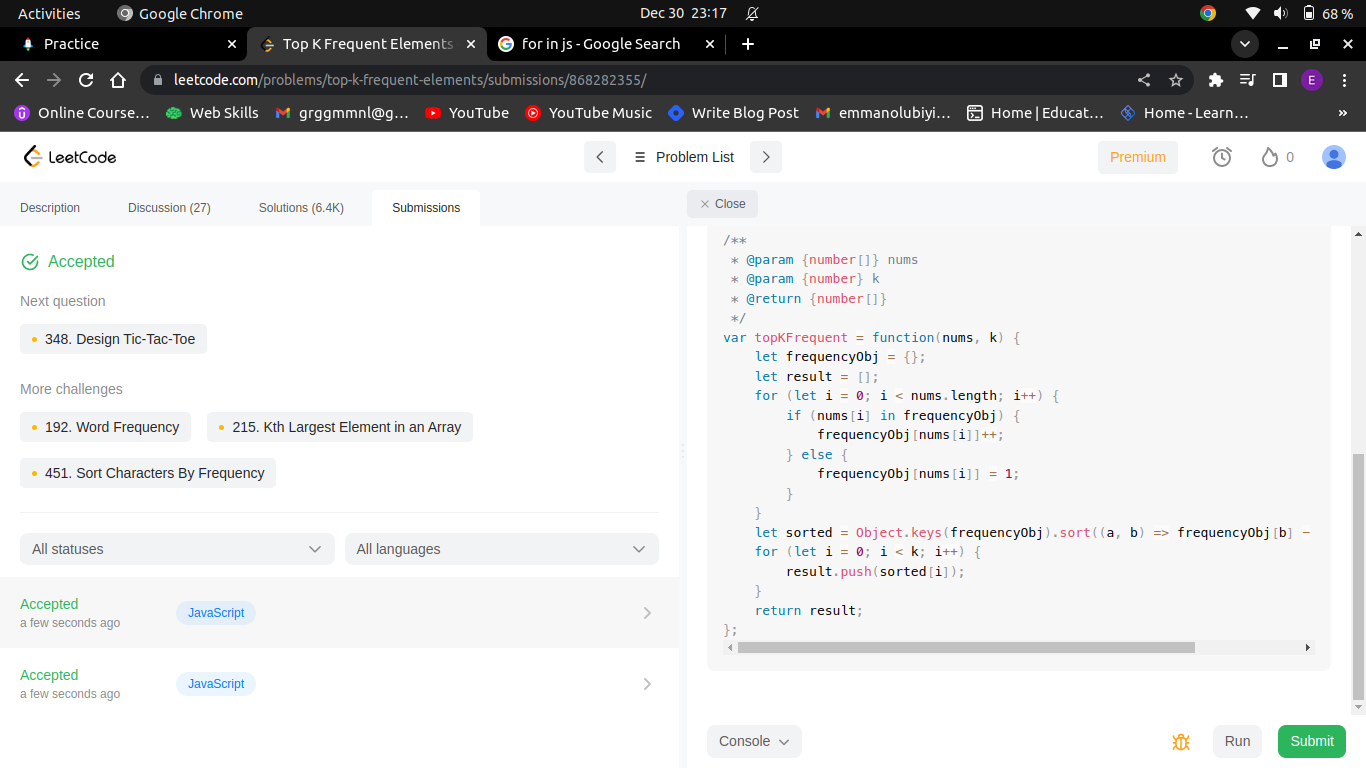 Activities
Google Chrome
Dec 30 23:17
68 %
Practice
Top K Frequent Elements
for in js - Google Search
leetcode.com/problems/top-k-frequent-elements/submissions/868282355/
E
Online Course…
Web Skills
grggmmnl@g…
YouTube
YouTube Music
Write Blog Post
emmanolubiyi…
Home | Educat…
Home - Learn…
»
LeetCode
Problem List
Premium
0
Description
Discussion (27)
Solutions (6.4K)
Submissions
Close
Accepted
Next question
348. Design Tic-Tac-Toe
More challenges
192. Word Frequency
215. Kth Largest Element in an Array
451. Sort Characters By Frequency
All statuses
All languages
Accepted
a few seconds ago
JavaScript
Accepted
a few seconds ago
JavaScript
/**
 * @param {number[]} nums
 * @param {number} k
 * @return {number[]}
 */
var topKFrequent = function(nums, k) {
    let frequencyObj = {};
    let result = [];
    for (let i = 0; i < nums.length; i++) {
        if (nums[i] in frequencyObj) {
            frequencyObj[nums[i]]++;
        } else {
            frequencyObj[nums[i]] = 1;
        }
    }
    let sorted = Object.keys(frequencyObj).sort((a, b) => frequencyObj[b] -
    for (let i = 0; i < k; i++) {
        result.push(sorted[i]);
    }
    return result;
};
Console
Run
Submit